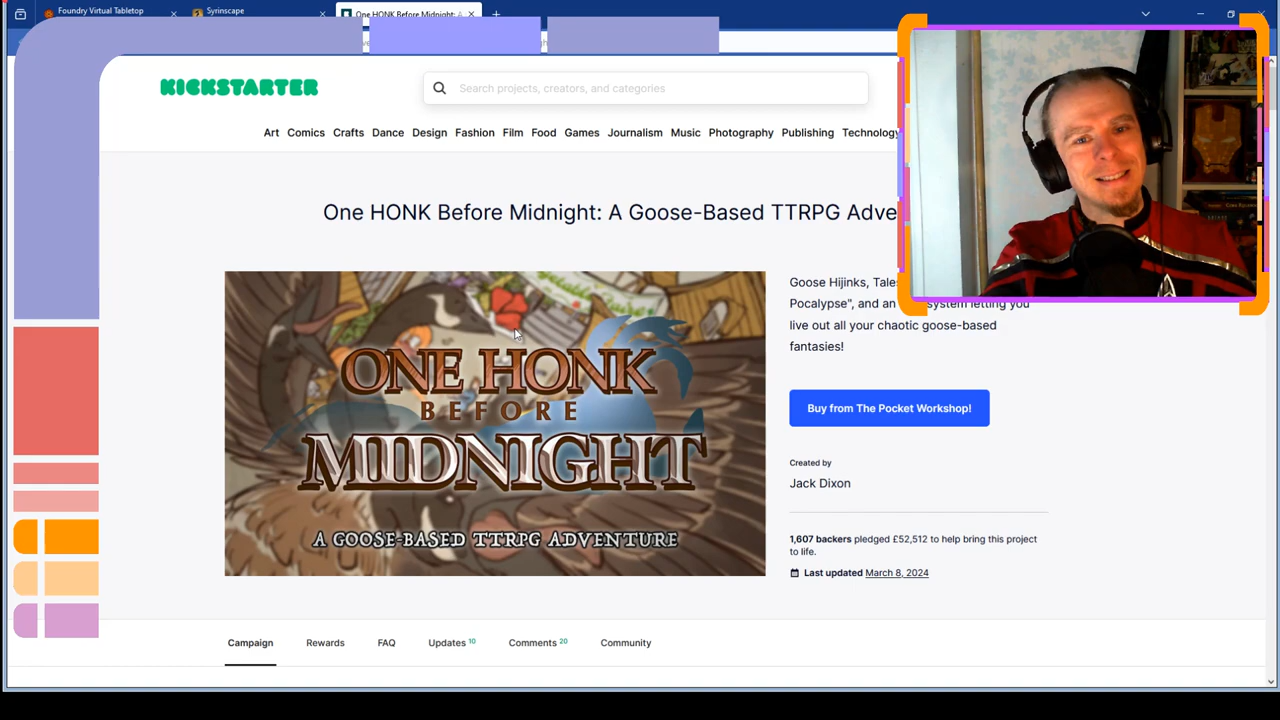 Foundry Virtual Tabletop
Syrinscape
One HONK Before Midnight: A
KICKSTARTER
Search projects, creators, and categories
Art Comics Crafts Dance Design Fashion Film Food Games Journalism Music Photography Publishing Technology
One HONK Before Midnight: A Goose-Based TTRPG Adve
ONE HONK
BEFORE
MIDNIGHT
A GOOSE-BASED TTRPG ADVENTURE
Goose Hijinks, Tales
Pocalypse", and an system letting you
live out all your chaotic goose-based
fantasies!
Buy from The Pocket Workshop!
Created by
Jack Dixon
1,607 backers pledged £52,512 to help bring this project
to life.
Last updated March 8, 2024
Campaign Rewards FAQ Updates 10 Comments 20 Community